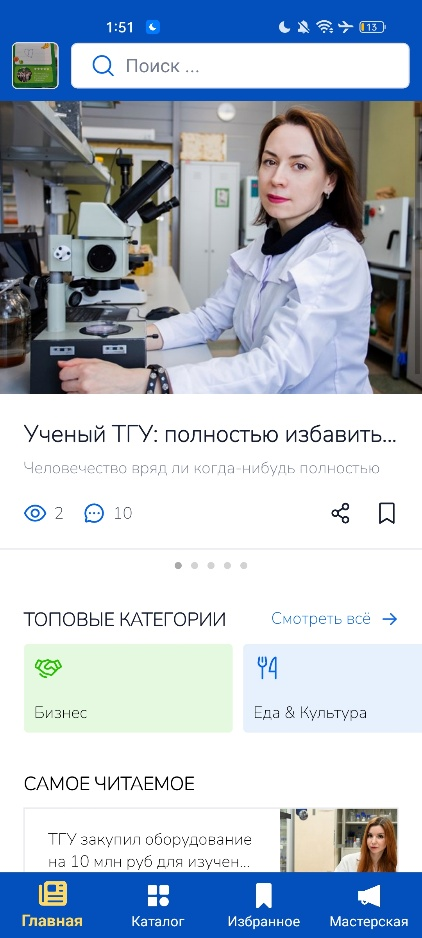 1:51
13
Поиск ...
Ученый ТГУ: полностью избавить...
Человечество вряд ли когда-нибудь полностью
2
10
ТОПОВЫЕ КАТЕГОРИИ
Смотреть всё
Бизнес
Еда & Культура
САМОЕ ЧИТАЕМОЕ
ТГУ закупил оборудование
на 10 млн руб для изучен...
Главная
Каталог
Избранное
Мастерская